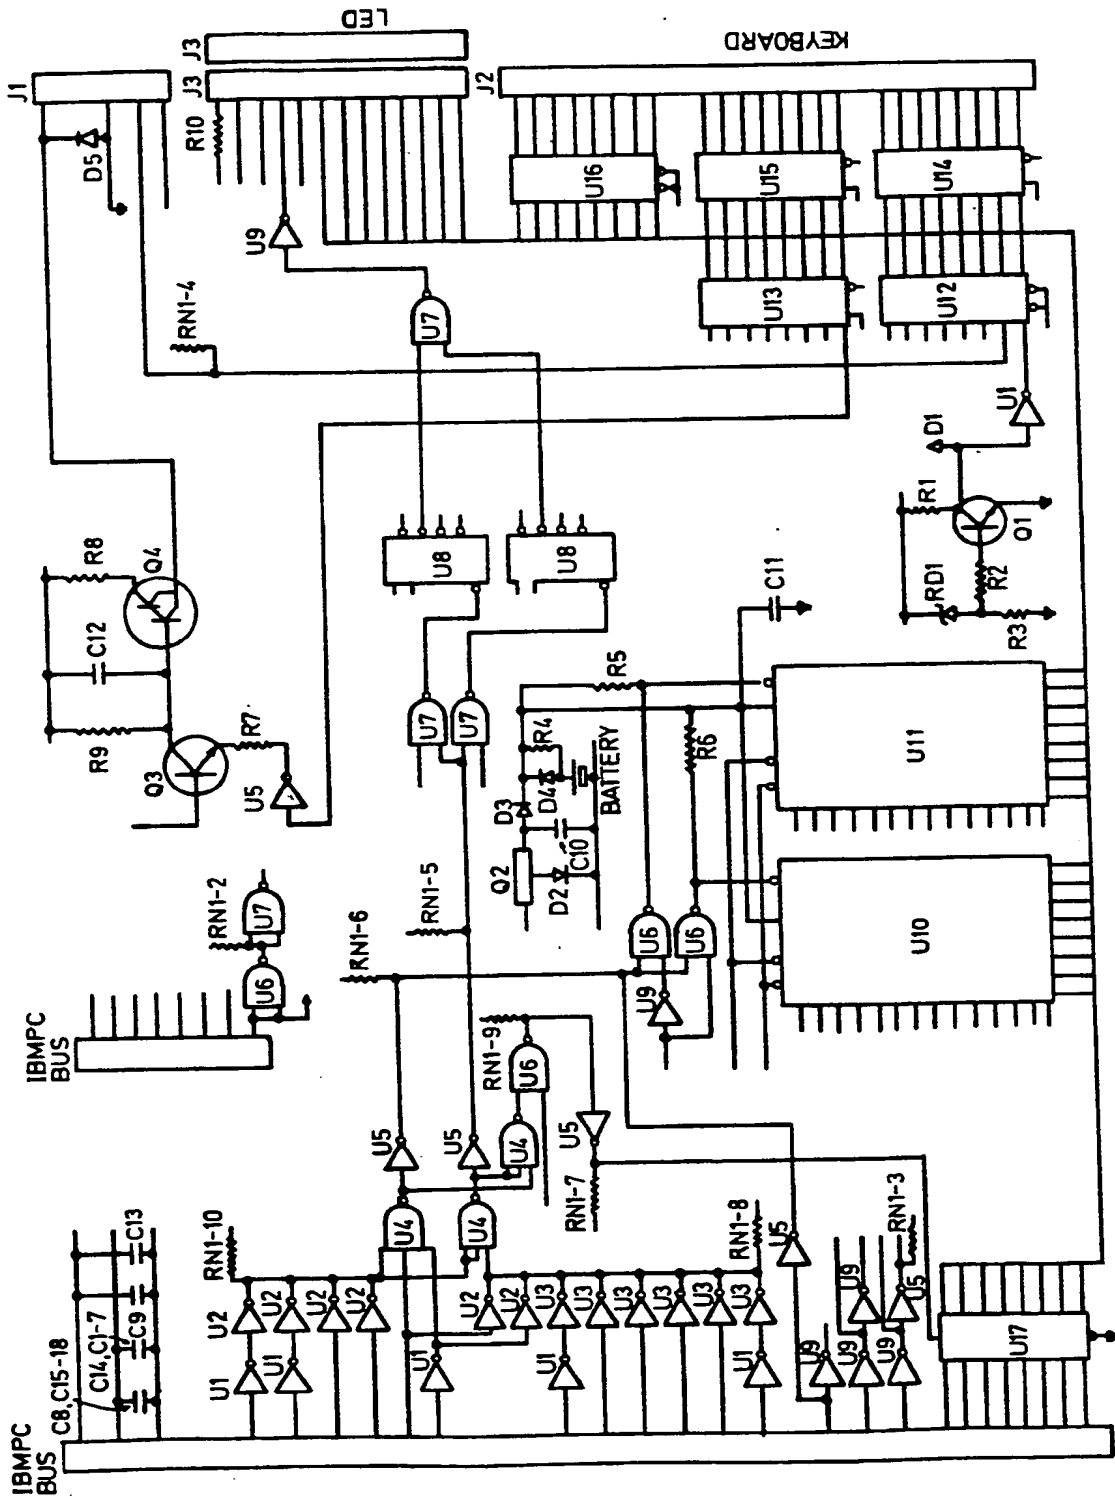 IBMPC
BUS
IBMPC
BUS
J1
J3
J3
LED
J2
KEYBOARD
D5
R10
U9
RN1-4
R8
Q4
C12
R9
Q3
R7
U5
RN1-2
U7
U6
C13
C9
C14,C1-7
C8,C15-18
RN1-10
RN1-6
RN1-5
U7
U8
U8
U7
U7
U16
U15
U14
U13
U12
U2
U1
U2
U1
U2
U2
U4
U5
U4
U5
U4
RN1-9
U6
U5
RN1-7
U2
U2
U1
U3
U1
U3
U3
U3
U3
U3
U1
RN1-8
U5
U9
U9
U9
U5
U9
RN1-3
U17
Q2
D3
D2
C10
D4
R4
BATTERY
R5
R6
U6
U6
U9
C11
U10
U11
RD1
R1
R2
R3
Q1
D1
U1